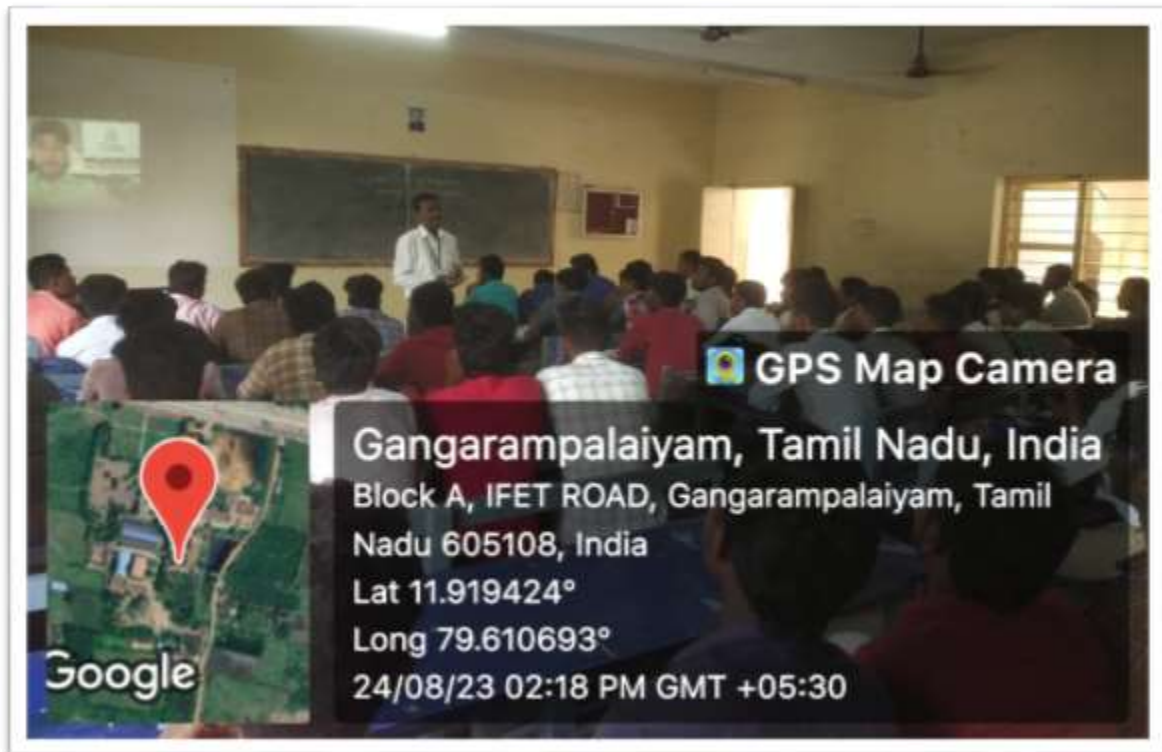 GPS Map Camera
Gangarampalaiyam, Tamil Nadu, India
Block A, IFET ROAD, Gangarampalaiyam, Tamil
Nadu 605108, India
Lat 11.919424°
Long 79.610693°
24/08/23 02:18 PM GMT +05:30
Google